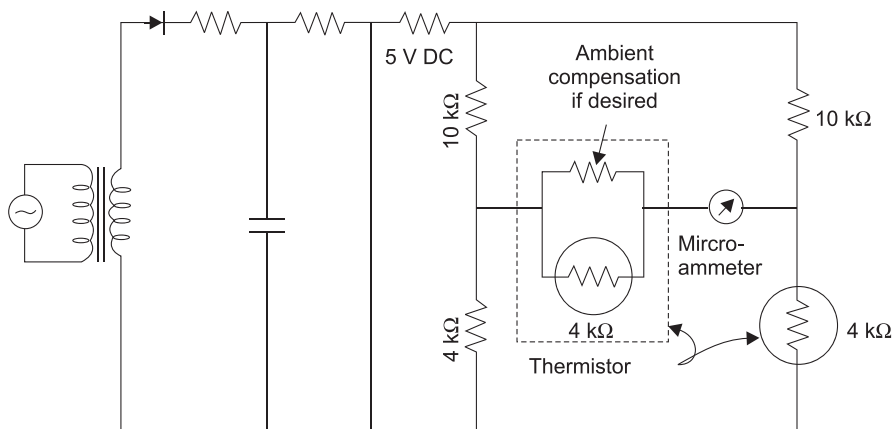 5 V DC
Ambient
compensation
if desired
10 kΩ
10 kΩ
Mircro-
ammeter
4 kΩ
4 kΩ
4 kΩ
Thermistor